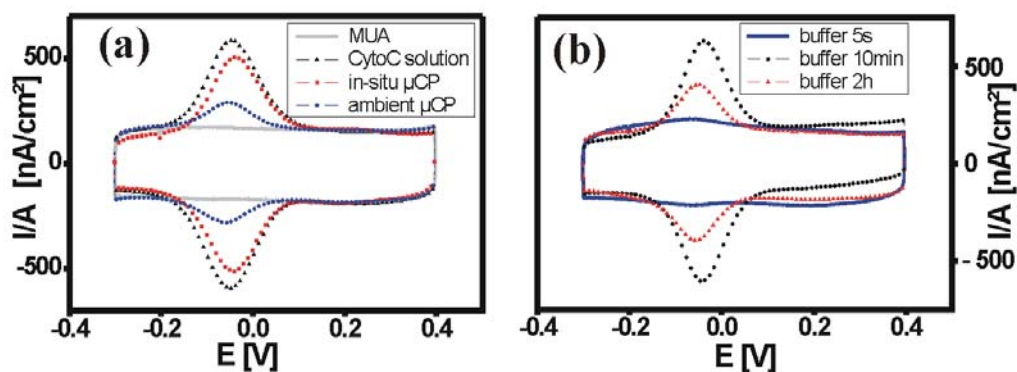 (a)
MUA
CytoC solution
in-situ µCP
ambient µCP
I/A [nA/cm²]
500
0
-500
-0.4 -0.2 0.0 0.2 0.4
E [V]
(b)
buffer 5s
buffer 10min
buffer 2h
500
0
- 500
I/A [nA/cm²]
-0.4 -0.2 0.0 0.2 0.4
E [V]